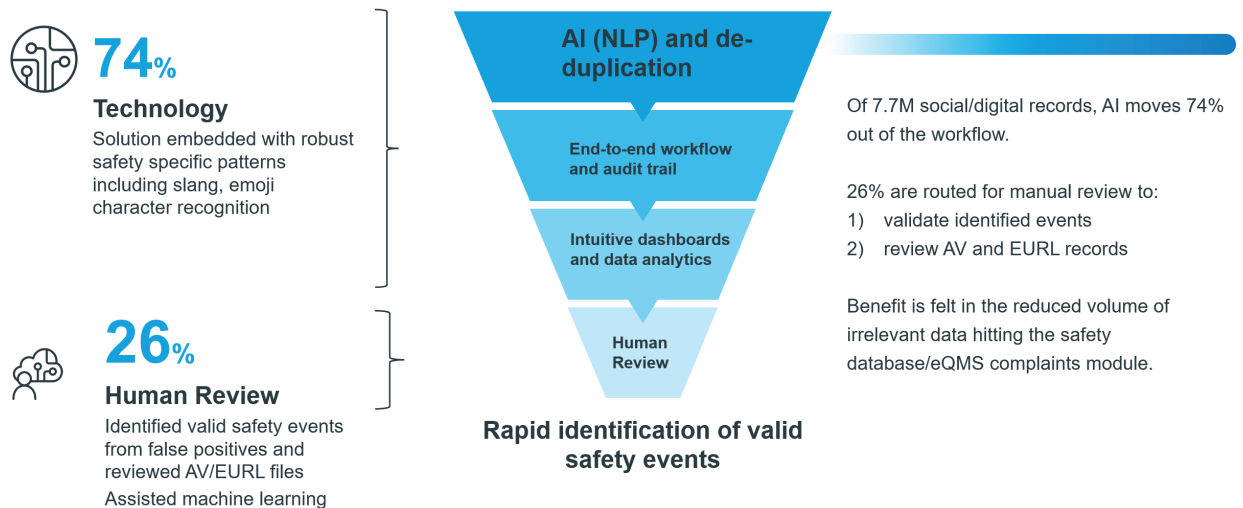 74%
Technology
Solution embedded with robust
safety specific patterns
including slang, emoji
character recognition
26%
Human Review
Identified valid safety events
from false positives and
reviewed AV/EURL files
Assisted machine learning
AI (NLP) and de-
duplication
End-to-end workflow
and audit trail
Intuitive dashboards
and data analytics
Human
Review
Rapid identification of valid
safety events
Of 7.7M social/digital records, AI moves 74%
out of the workflow.
26% are routed for manual review to:
1) validate identified events
2) review AV and EURL records
Benefit is felt in the reduced volume of
irrelevant data hitting the safety
database/eQMS complaints module.